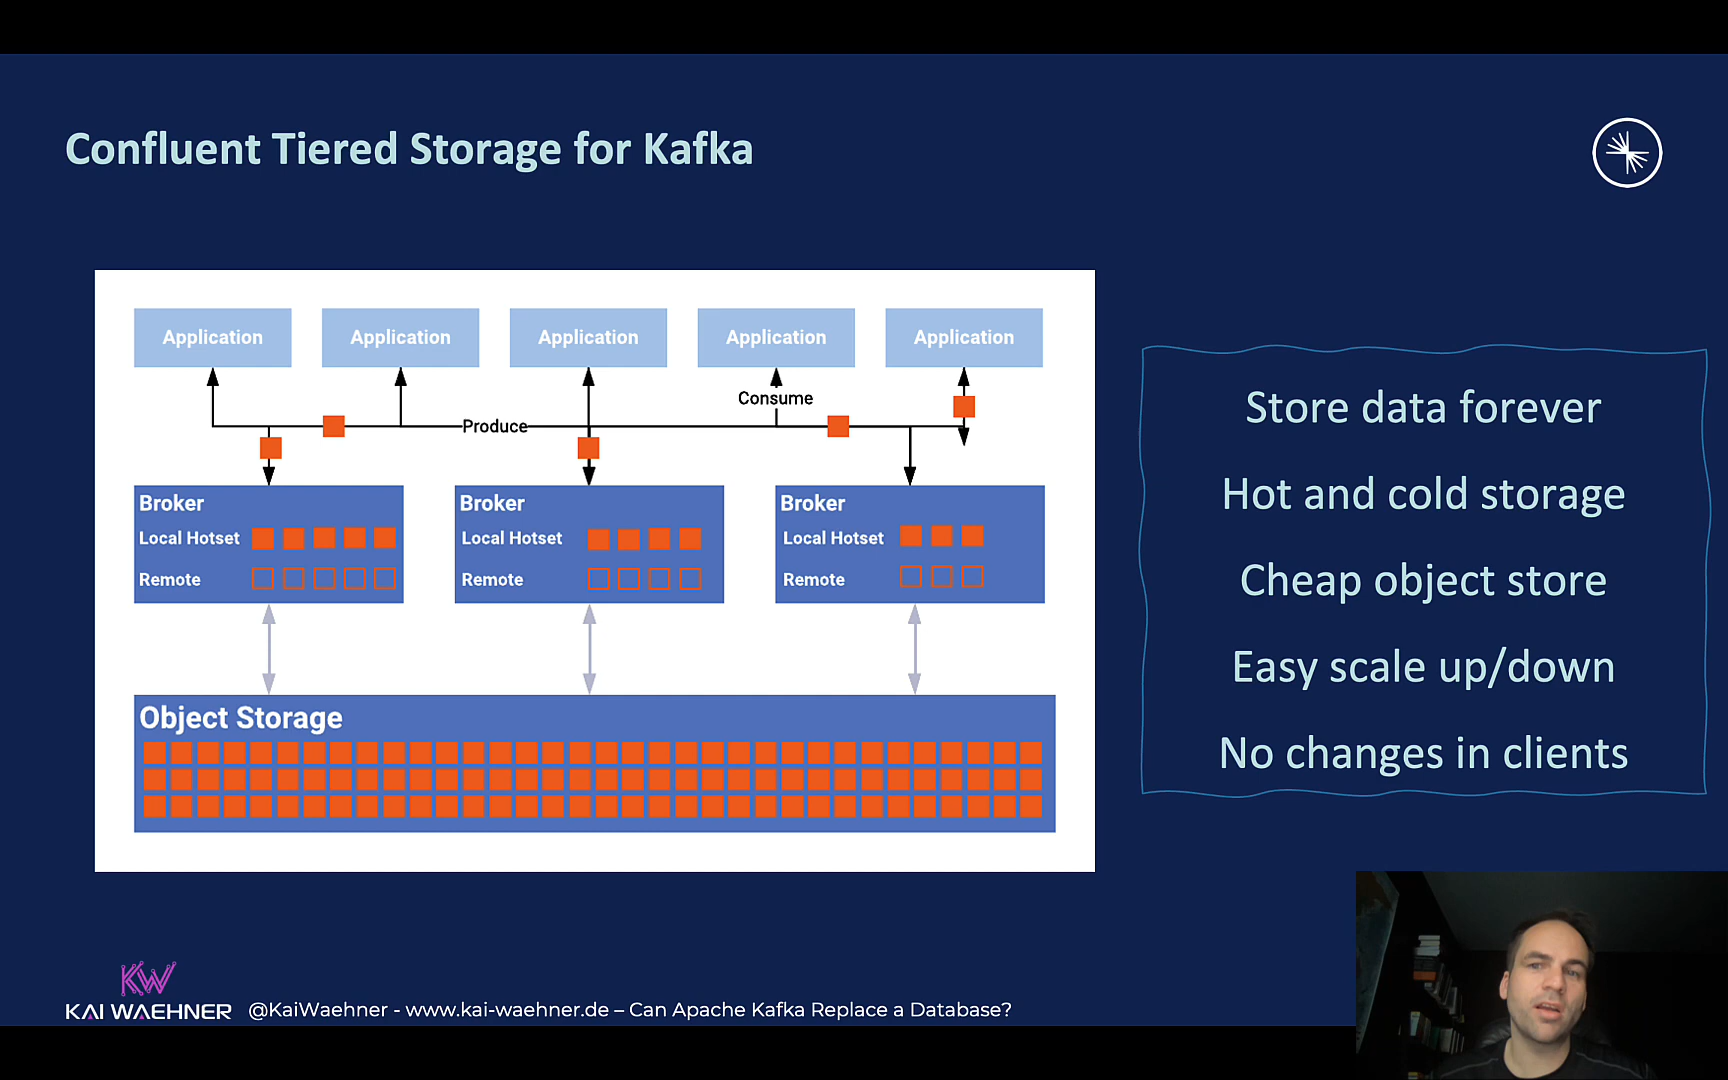 Confluent Tiered Storage for Kafka
Application
Application
Application
Application
Application
Consume
Produce
Broker
Local Hotset
Remote
Broker
Local Hotset
Remote
Broker
Local Hotset
Remote
Object Storage
Store data forever
Hot and cold storage
Cheap object store
Easy scale up/down
No changes in clients
KW
KAI WAEHNER
@KaiWaehner - www.kai-waehner.de – Can Apache Kafka Replace a Database?